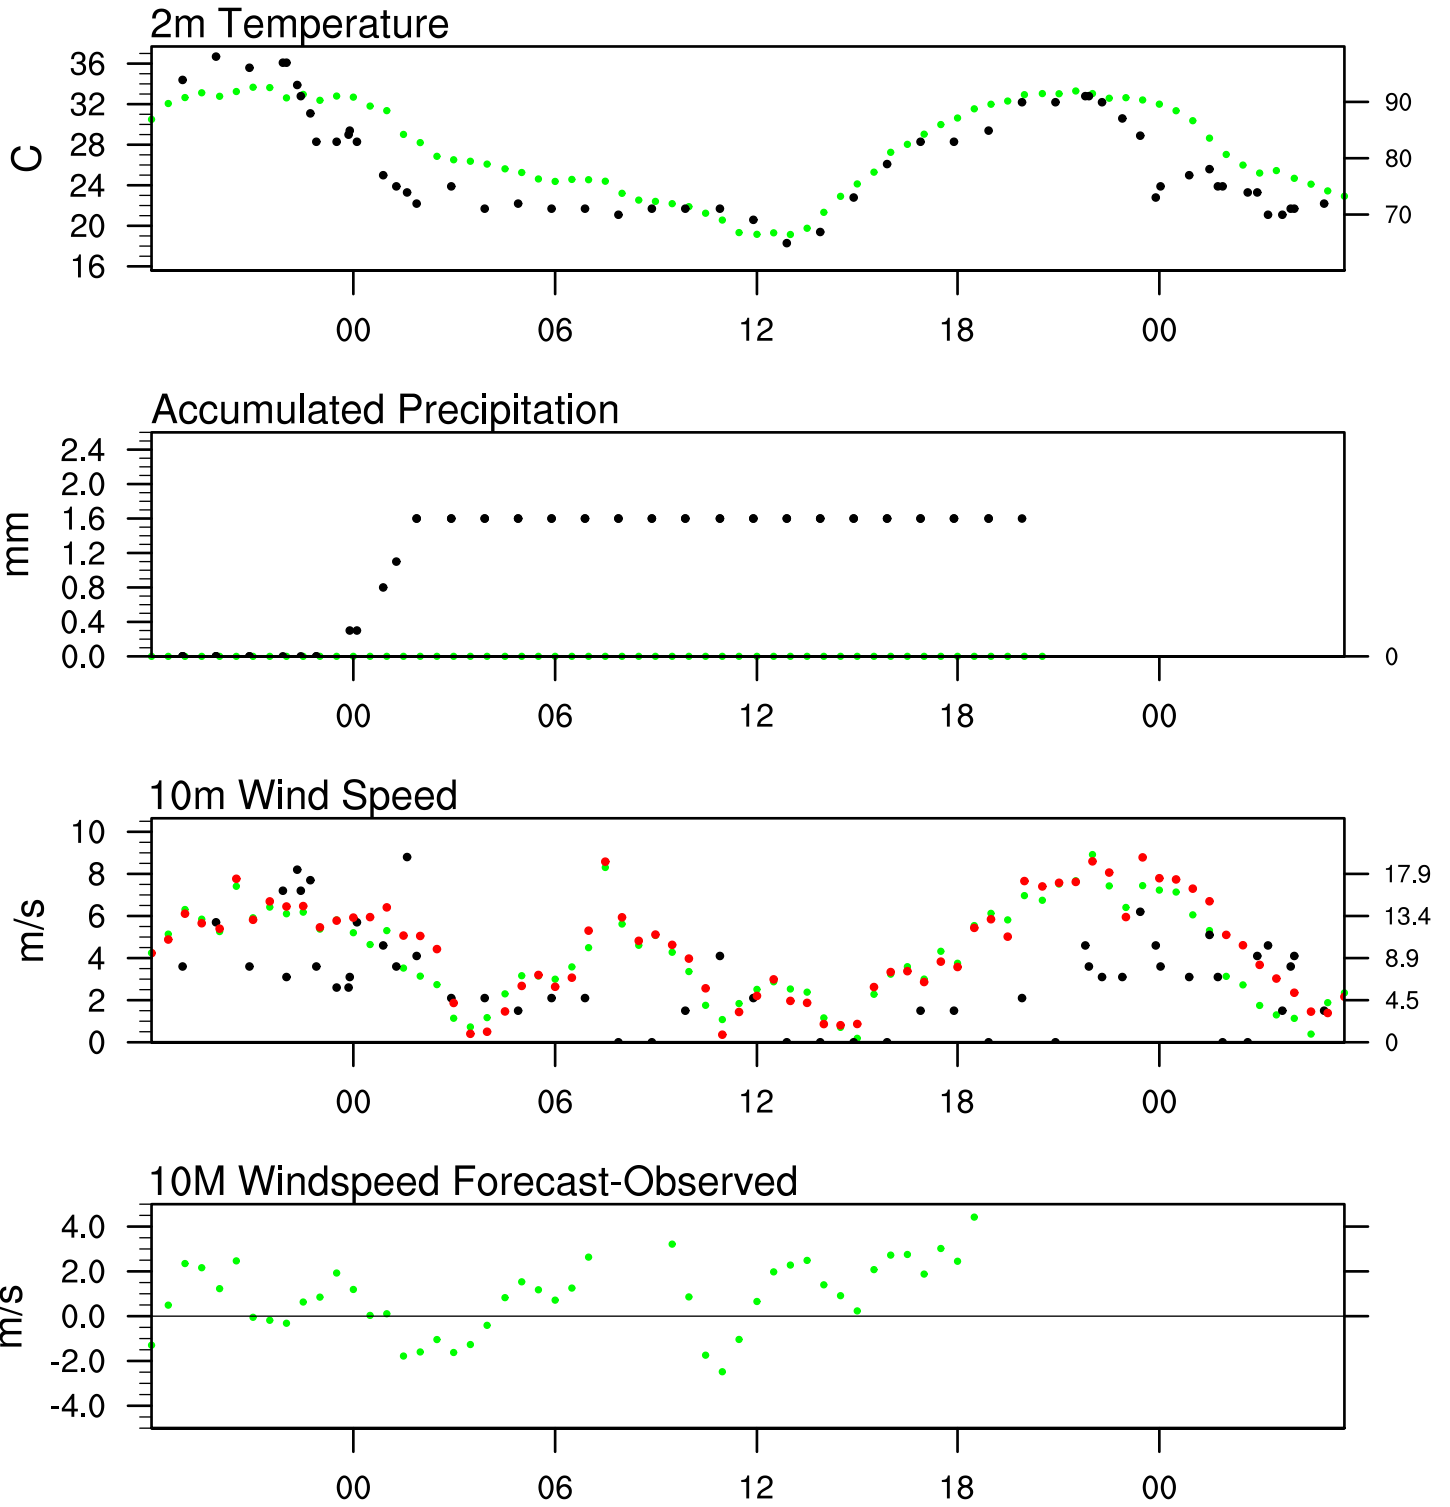 2m Temperature
36
32
28
24
20
16
C
90
80
70
00 06 12 18 00
Accumulated Precipitation
2.4
2.0
1.6
1.2
0.8
0.4
0.0
mm
0
00 06 12 18 00
10m Wind Speed
10
8
6
4
2
0
m/s
17.9
13.4
8.9
4.5
0
00 06 12 18 00
10M Windspeed Forecast-Observed
4.0
2.0
0.0
-2.0
-4.0
m/s
00 06 12 18 00